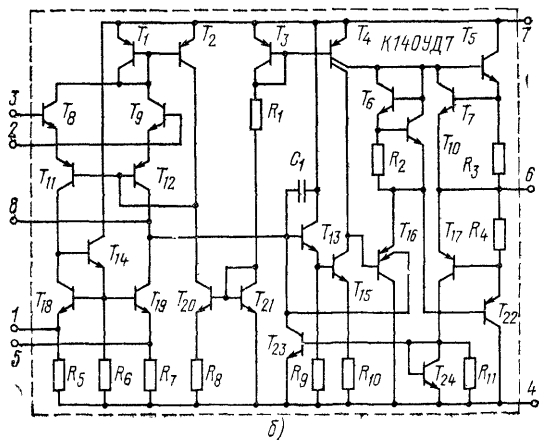 T1 T2 T3 T4 К140УД7 T5 7
3 T8 T9 T6 T7
2 R1 T10
T11 T12 C1 R2 R3 6
8 T13 T16 T17 R4
T14 T15
1 T18 T19 T20 T21 T22
5 T23
R5 R6 R7 R8 R9 R10 T24 R11 4
б)